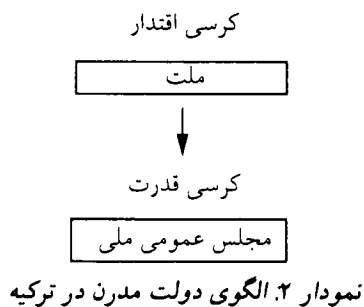 کرسی اقتدار
ملت
کرسی قدرت
مجلس عمومی ملی
نمودار ۲. الگوی دولت مدرن در ترکیه